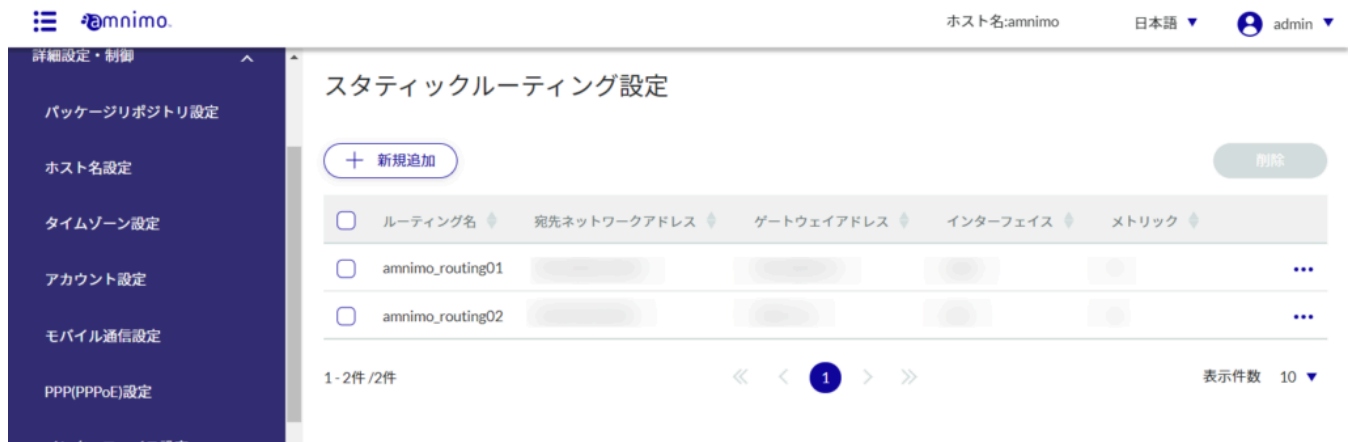 amnimo.
ホスト名:amnimo
日本語 ▼
admin ▼
詳細設定・制御
パッケージリポジトリ設定
ホスト名設定
タイムゾーン設定
アカウント設定
モバイル通信設定
PPP(PPPoE)設定
スタティックルーティング設定
+ 新規追加
削除
ルーティング名 宛先ネットワークアドレス ゲートウェイアドレス インターフェイス メトリック
amnimo_routing01
amnimo_routing02
1 - 2件 /2件
1
表示件数 10 ▼